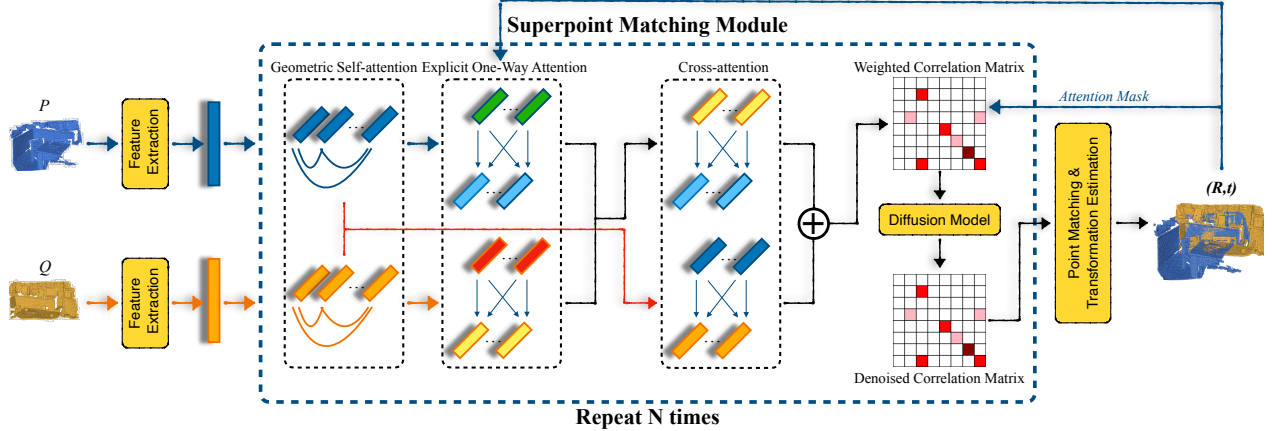 Superpoint Matching Module
Geometric Self-attention
Explicit One-Way Attention
Cross-attention
Weighted Correlation Matrix
P
Feature
Extraction
Attention Mask
Point Matching &
Transformation Estimation
(R,t)
Diffusion Model
Q
Feature
Extraction
Denoised Correlation Matrix
Repeat N times